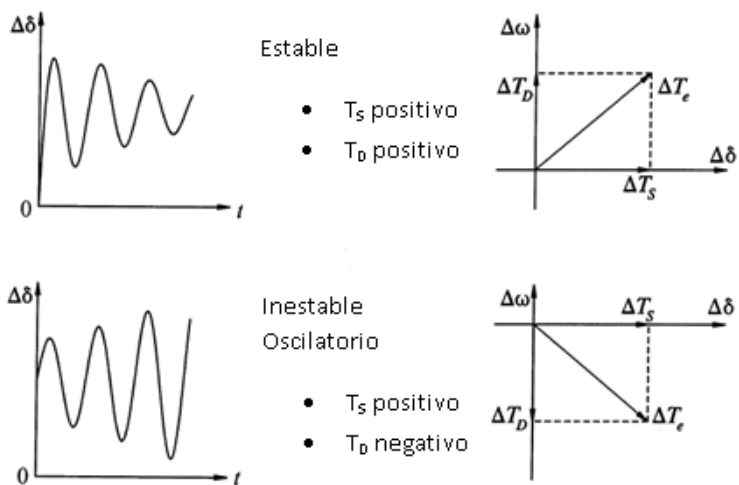 Δδ
0
t
Estable
• T_S positivo
• T_D positivo
Δω
ΔT_D
ΔT_e
Δδ
ΔT_S
Δδ
0
t
Inestable
Oscilatorio
• T_S positivo
• T_D negativo
Δω
ΔT_S
Δδ
ΔT_D
ΔT_e